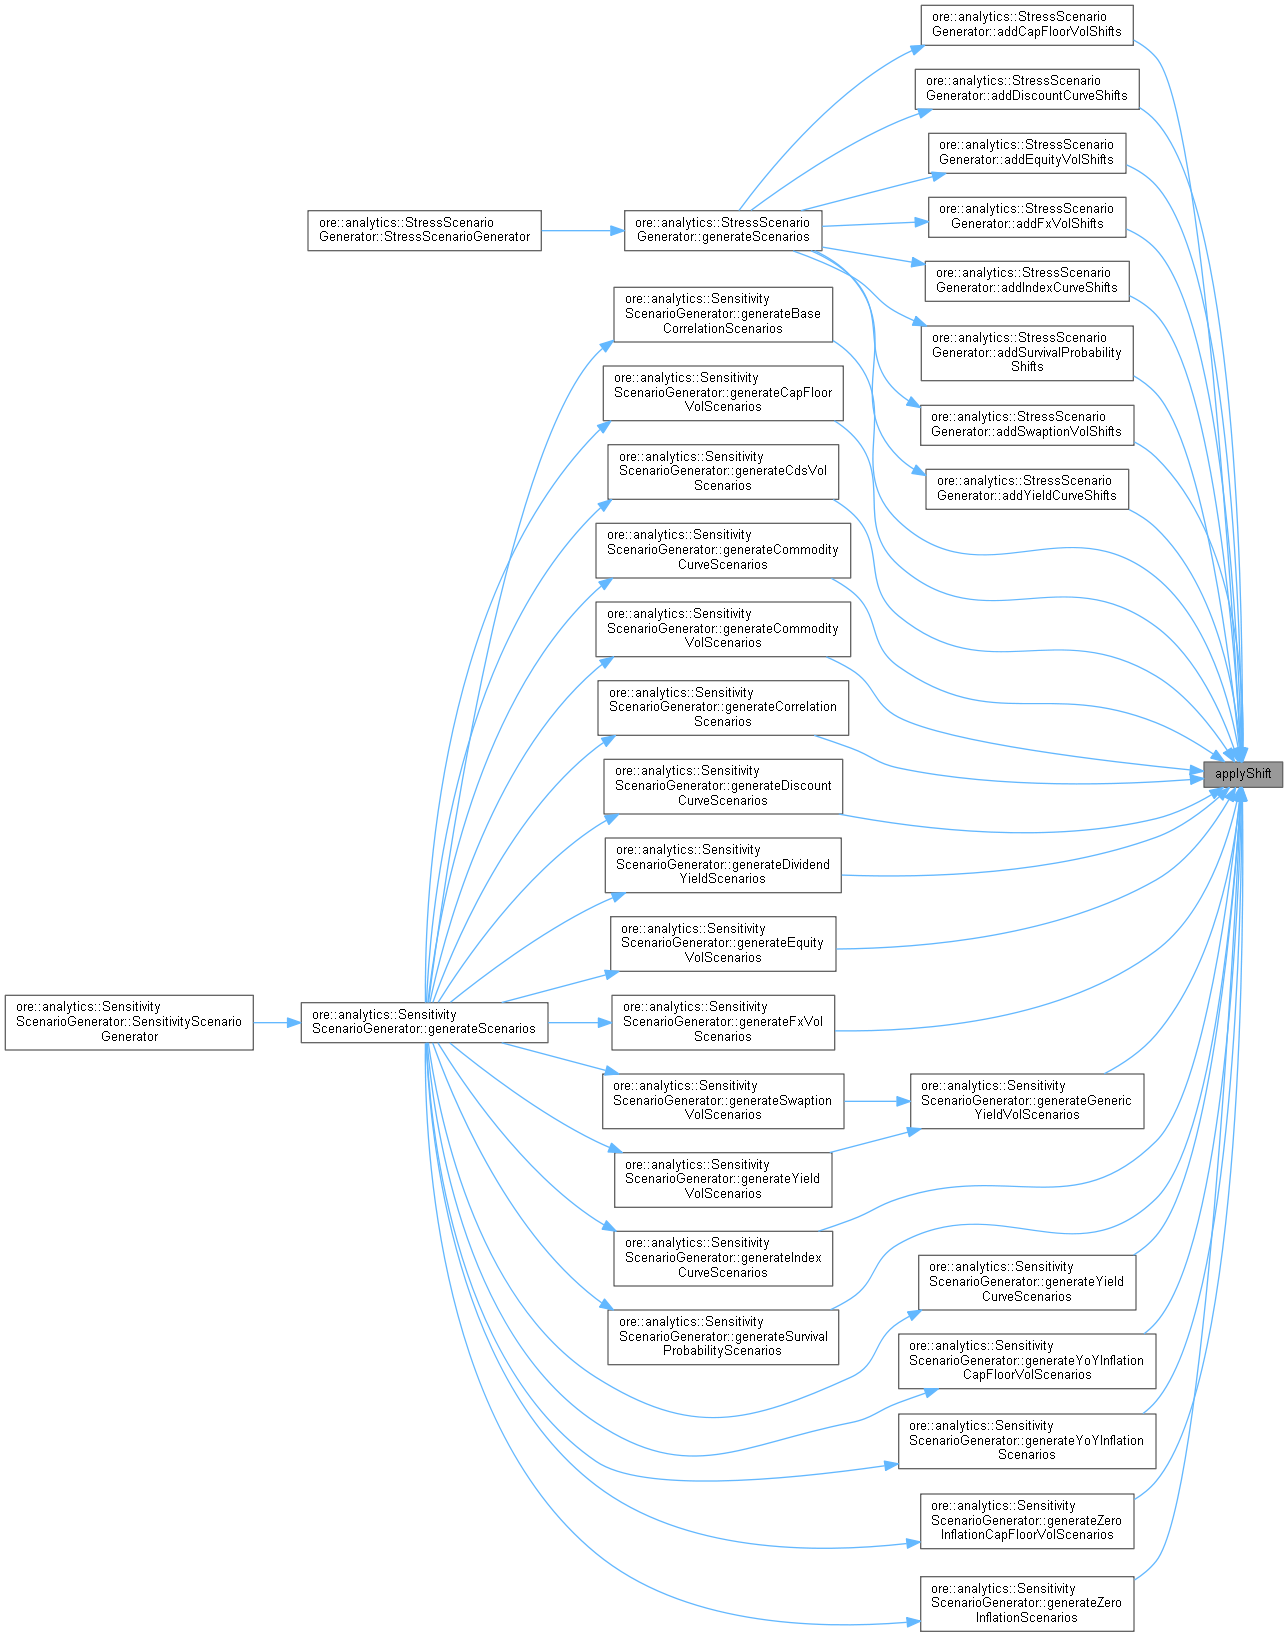 ore::analytics::StressScenario
Generator::addCapFloorVolShifts
ore::analytics::StressScenario
Generator::addDiscountCurveShifts
ore::analytics::StressScenario
Generator::addEquityVolShifts
ore::analytics::StressScenario
Generator::addFxVolShifts
ore::analytics::StressScenario
Generator::StressScenarioGenerator
ore::analytics::StressScenario
Generator::generateScenarios
ore::analytics::StressScenario
Generator::addIndexCurveShifts
ore::analytics::Sensitivity
ScenarioGenerator::generateBase
CorrelationScenarios
ore::analytics::StressScenario
Generator::addSurvivalProbability
Shifts
ore::analytics::Sensitivity
ScenarioGenerator::generateCapFloor
VolScenarios
ore::analytics::StressScenario
Generator::addSwaptionVolShifts
ore::analytics::Sensitivity
ScenarioGenerator::generateCdsVol
Scenarios
ore::analytics::StressScenario
Generator::addYieldCurveShifts
ore::analytics::Sensitivity
ScenarioGenerator::generateCommodity
CurveScenarios
ore::analytics::Sensitivity
ScenarioGenerator::generateCommodity
VolScenarios
ore::analytics::Sensitivity
ScenarioGenerator::generateCorrelation
Scenarios
applyShift
ore::analytics::Sensitivity
ScenarioGenerator::generateDiscount
CurveScenarios
ore::analytics::Sensitivity
ScenarioGenerator::generateDividend
YieldScenarios
ore::analytics::Sensitivity
ScenarioGenerator::generateEquity
VolScenarios
ore::analytics::Sensitivity
ScenarioGenerator::SensitivityScenario
Generator
ore::analytics::Sensitivity
ScenarioGenerator::generateScenarios
ore::analytics::Sensitivity
ScenarioGenerator::generateFxVol
Scenarios
ore::analytics::Sensitivity
ScenarioGenerator::generateSwaption
VolScenarios
ore::analytics::Sensitivity
ScenarioGenerator::generateGeneric
YieldVolScenarios
ore::analytics::Sensitivity
ScenarioGenerator::generateYield
VolScenarios
ore::analytics::Sensitivity
ScenarioGenerator::generateIndex
CurveScenarios
ore::analytics::Sensitivity
ScenarioGenerator::generateYield
CurveScenarios
ore::analytics::Sensitivity
ScenarioGenerator::generateSurvival
ProbabilityScenarios
ore::analytics::Sensitivity
ScenarioGenerator::generateYoYInflation
CapFloorVolScenarios
ore::analytics::Sensitivity
ScenarioGenerator::generateYoYInflation
Scenarios
ore::analytics::Sensitivity
ScenarioGenerator::generateZero
InflationCapFloorVolScenarios
ore::analytics::Sensitivity
ScenarioGenerator::generateZero
InflationScenarios